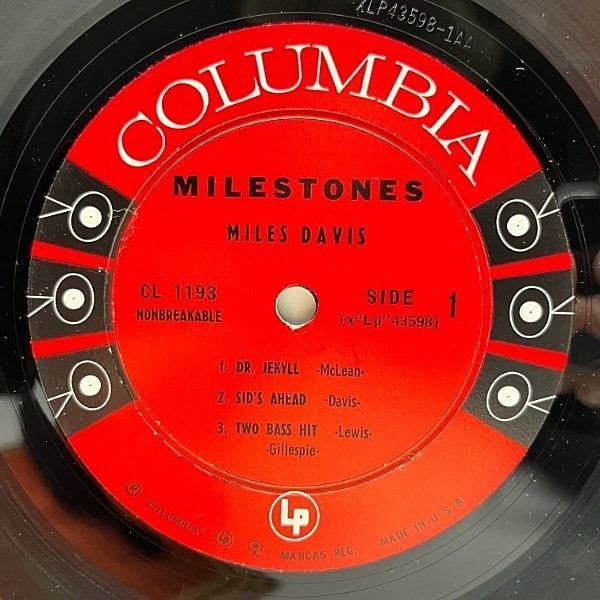 XLP43598-1AA
COLUMBIA
MILESTONES
MILES DAVIS
CL 1193
NONBREAKABLE
SIDE 1
(x"Lp"43598)
1. DR. JEKYLL -McLean-
2. SID'S AHEAD -Davis-
3. TWO BASS HIT -Lewis-
-Gillespie-
Lp
® "COLUMBIA" MARCAS REG. MADE IN U.S.A.